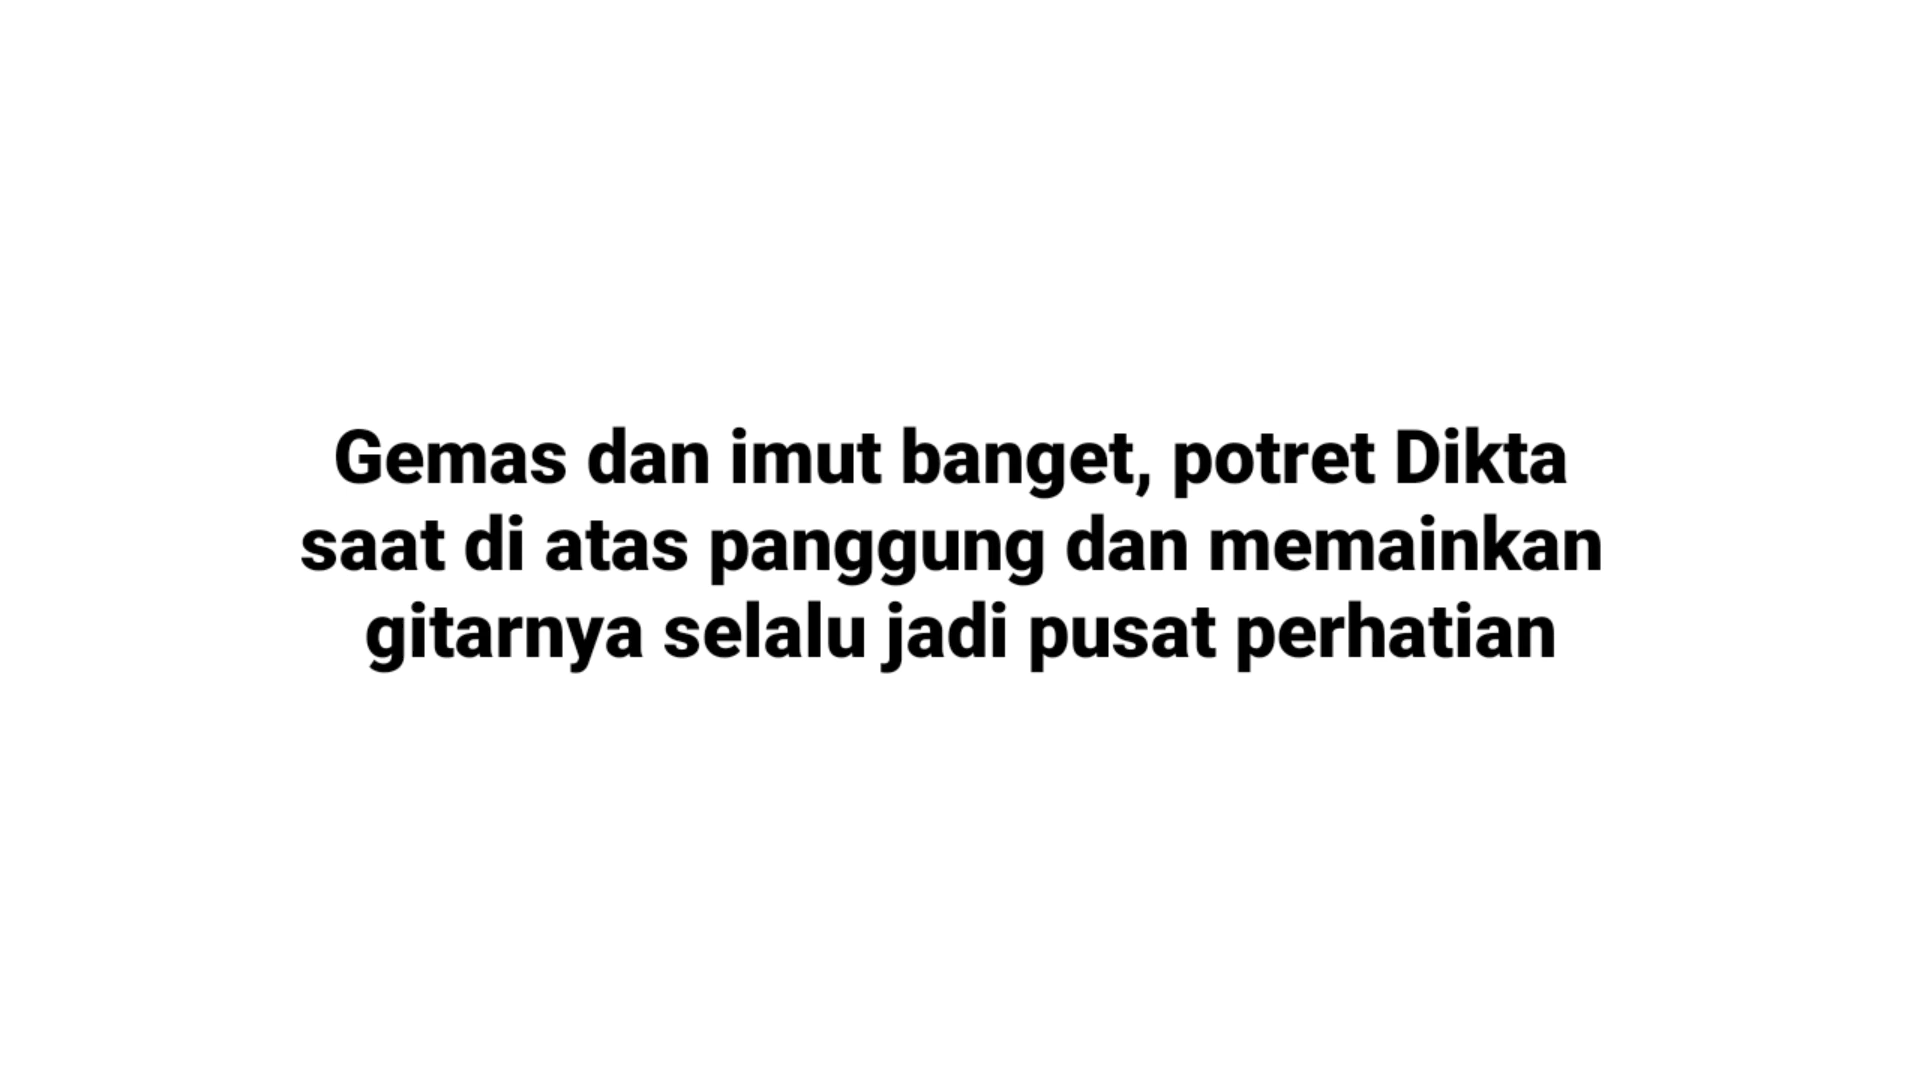 Gemas dan imut banget, potret Dikta
saat di atas panggung dan memainkan
gitarnya selalu jadi pusat perhatian